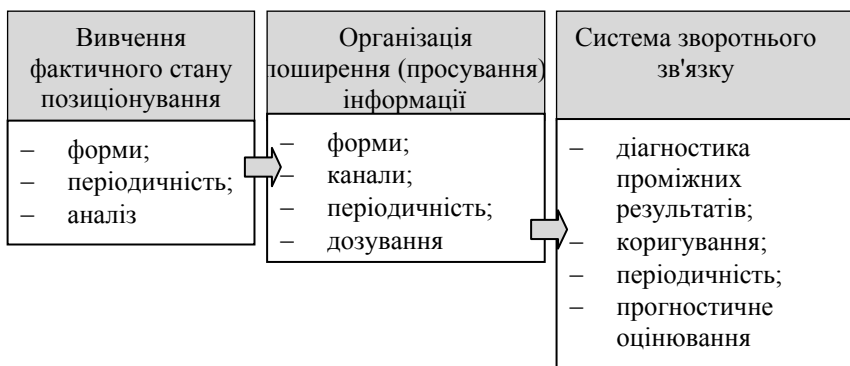 Вивчення
фактичного стану
позиціонування
– форми;
– періодичність;
– аналіз
Організація
поширення (просування)
інформації
– форми;
– канали;
– періодичність;
– дозування
Система зворотнього
зв'язку
– діагностика
проміжних
результатів;
– коригування;
– періодичність;
– прогностичне
оцінювання